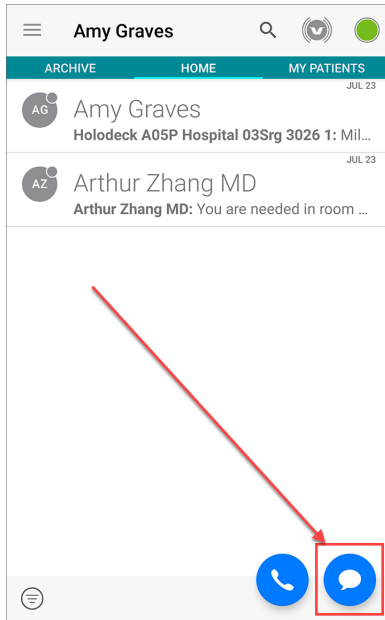 Amy Graves
ARCHIVE HOME MY PATIENTS
JUL 23
AG Amy Graves
Holodeck A05P Hospital 03Srg 3026 1: Mil...
JUL 23
AZ Arthur Zhang MD
Arthur Zhang MD: You are needed in room ...